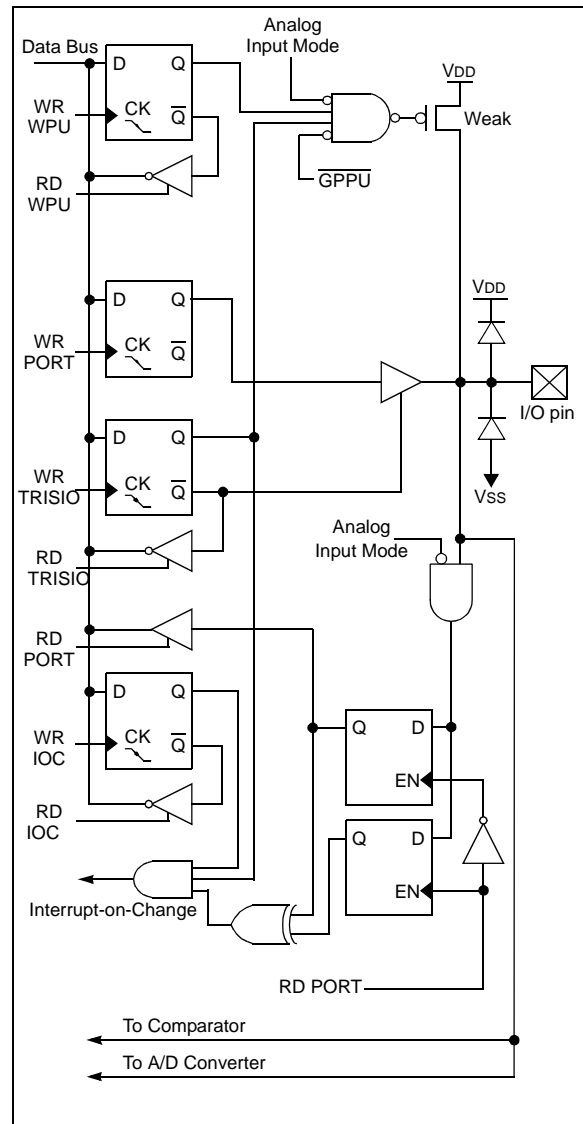 Analog
Input Mode
Data Bus
D Q
VDD
WR
WPU
CK
Q
Weak
RD
WPU
GPPU
D Q
VDD
WR
PORT
CK
Q
I/O pin
D Q
WR
TRISIO
CK
Q
VSS
Analog
Input Mode
RD
TRISIO
RD
PORT
D Q
Q D
WR
IOC
CK
Q
EN
RD
IOC
Q D
Interrupt-on-Change
EN
RD PORT
To Comparator
To A/D Converter